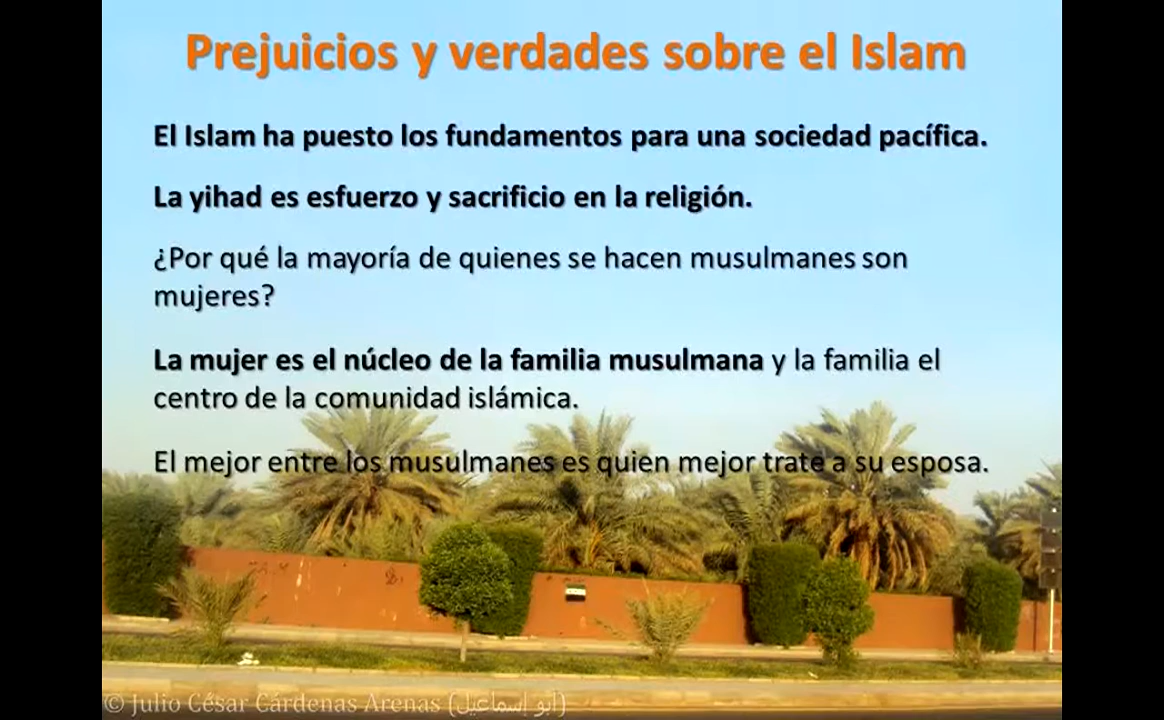 Prejuicios y verdades sobre el Islam
El Islam ha puesto los fundamentos para una sociedad pacífica.
La yihad es esfuerzo y sacrificio en la religión.
¿Por qué la mayoría de quienes se hacen musulmanes son
mujeres?
La mujer es el núcleo de la familia musulmana y la familia el
centro de la comunidad islámica.
El mejor entre los musulmanes es quien mejor trate a su esposa.
© Julio César Cárdenas Arenas (أبو إسماعيل)